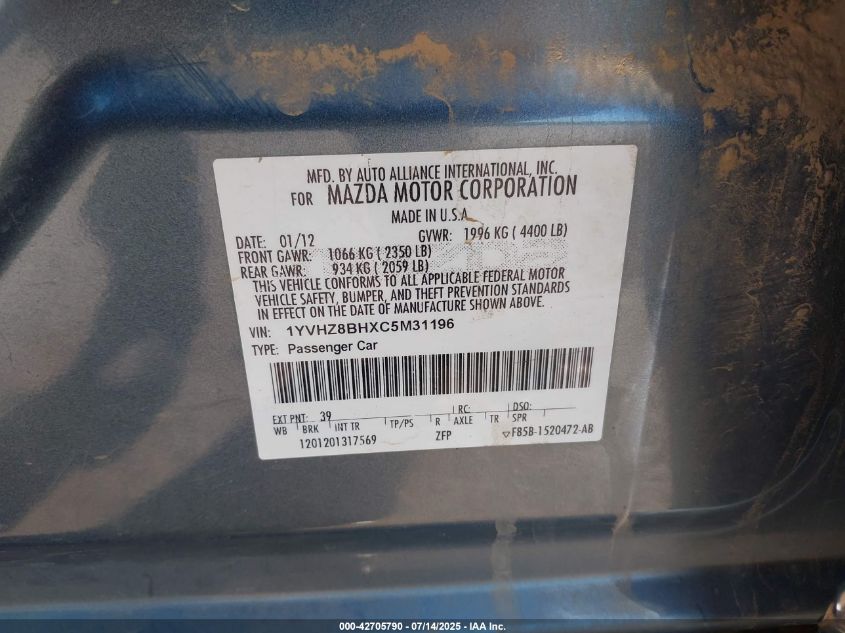 MFD. BY AUTO ALLIANCE INTERNATIONAL, INC.
FOR MAZDA MOTOR CORPORATION
MADE IN U.S.A
DATE: 01/12 GVWR: 1996 KG ( 4400 LB)
FRONT GAWR: 1066 KG ( 2350 LB)
REAR GAWR: 934 KG ( 2059 LB)
THIS VEHICLE CONFORMS TO ALL APPLICABLE FEDERAL MOTOR
VEHICLE SAFETY, BUMPER, AND THEFT PREVENTION STANDARDS
IN EFFECT ON THE DATE OF MANUFACTURE SHOWN ABOVE.
VIN: 1YVHZ8BHXC5M31196
TYPE: Passenger Car
EXT PNT: 39 RC: DSO:
WB BRK INT TR TP/PS R AXLE TR SPR
1201201317569 ZFP F85B-1520472-AB
000-42705790 - 07/14/2025 - IAA Inc.